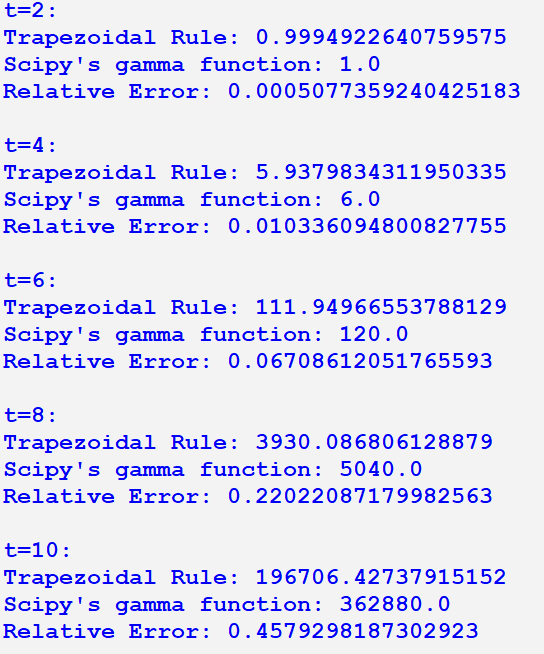 t=2:
Trapezoidal Rule: 0.9994922640759575
Scipy's gamma function: 1.0
Relative Error: 0.0005077359240425183
t=4:
Trapezoidal Rule: 5.9379834311950335
Scipy's gamma function: 6.0
Relative Error: 0.010336094800827755
t=6:
Trapezoidal Rule: 111.94966553788129
Scipy's gamma function: 120.0
Relative Error: 0.06708612051765593
t=8:
Trapezoidal Rule: 3930.086806128879
Scipy's gamma function: 5040.0
Relative Error: 0.22022087179982563
t=10:
Trapezoidal Rule: 196706.42737915152
Scipy's gamma function: 362880.0
Relative Error: 0.4579298187302923